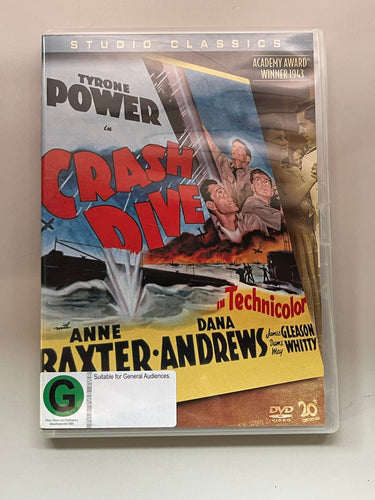 STUDIO CLASSICS
ACADEMY AWARD
WINNER 1943
TYRONE
POWER
in
CRASH
DIVE
IN Technicolor
with
ANNE
BAXTER • DANA
ANDREWS
James GLEASON
Dame May WHITTY
G
Suitable for General Audiences.
DVD
VIDEO
20